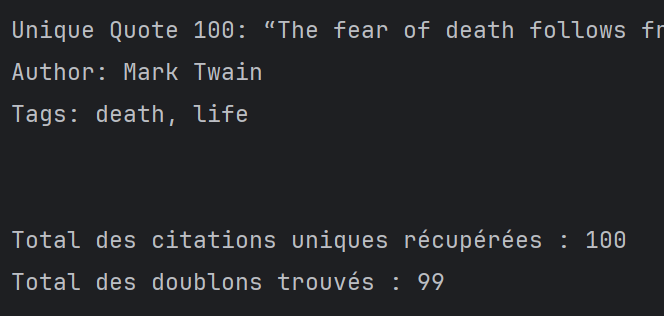 Unique Quote 100: “The fear of death follows
Author: Mark Twain
Tags: death, life
Total des citations uniques récupérées : 100
Total des doublons trouvés : 99